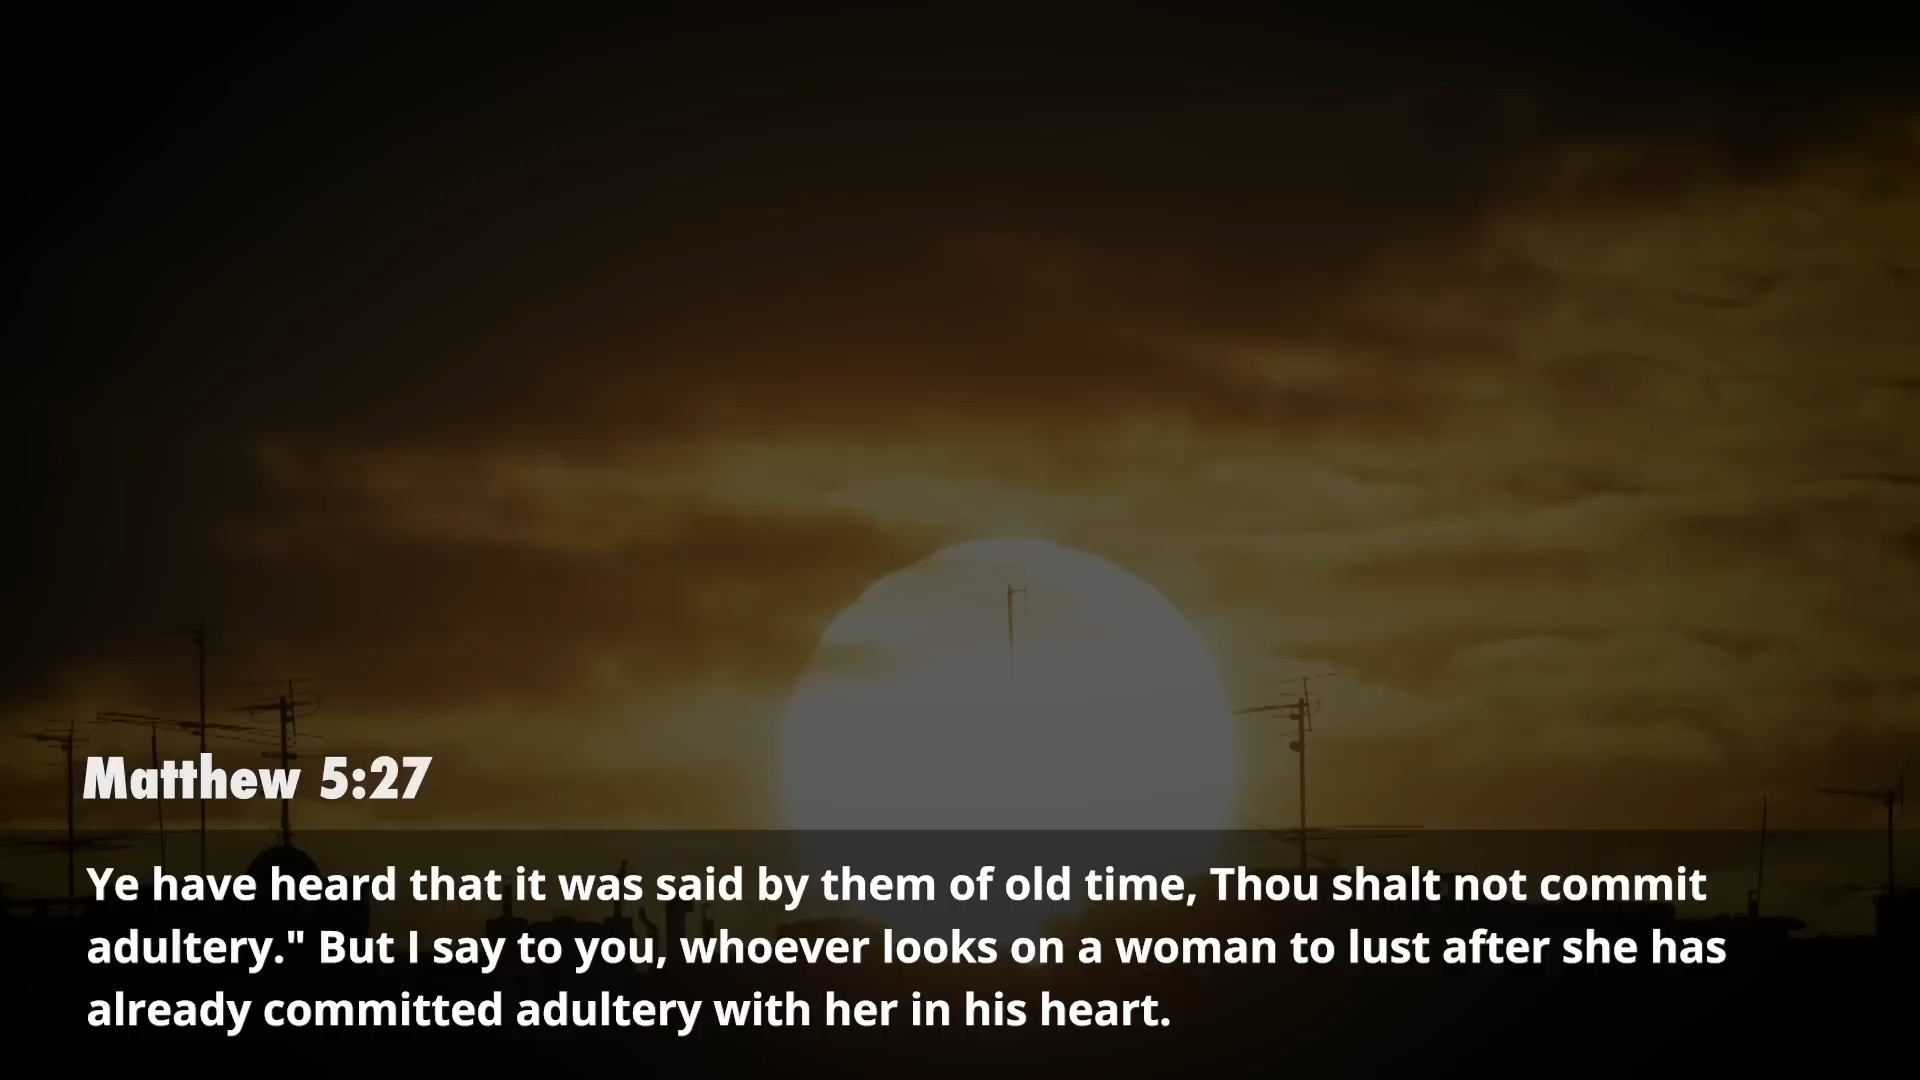 Matthew 5:27
Ye have heard that it was said by them of old time, Thou shalt not commit
adultery." But I say to you, whoever looks on a woman to lust after she has
already committed adultery with her in his heart.